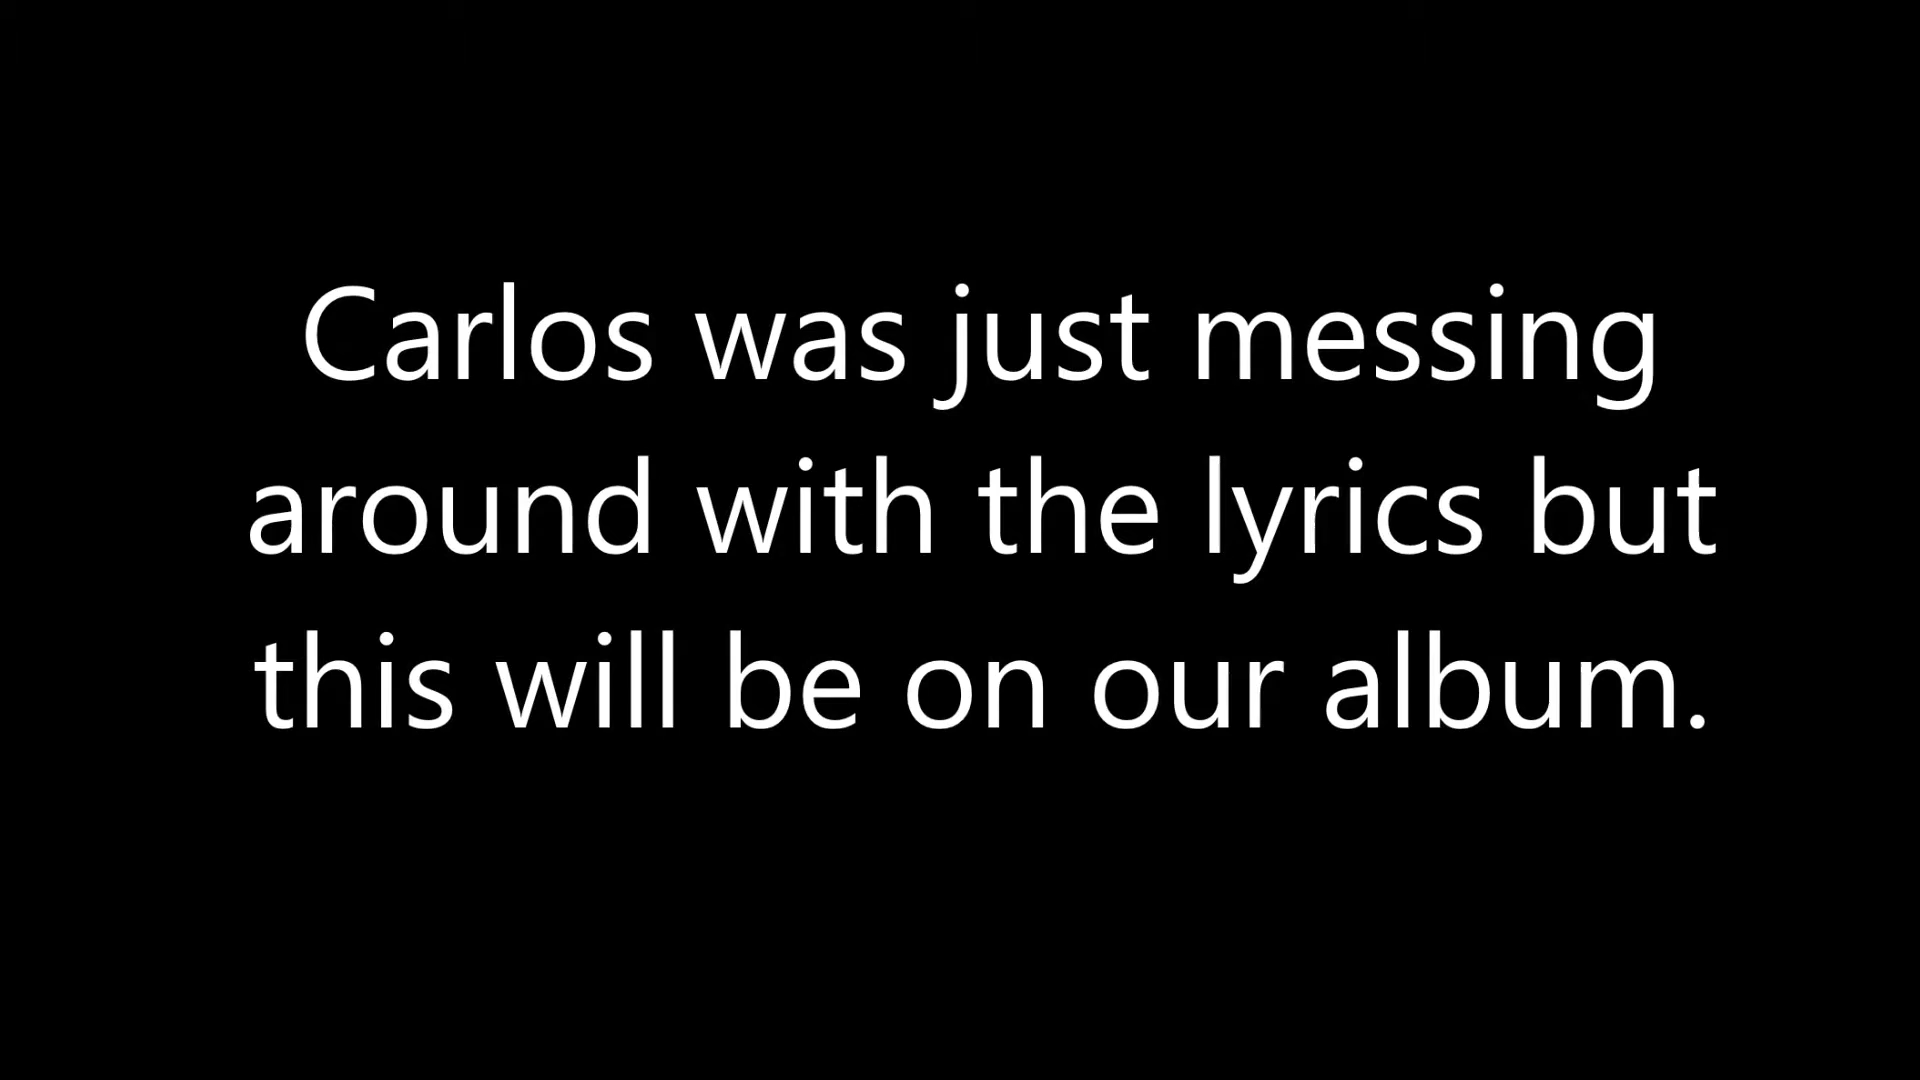 Carlos was just messing
around with the lyrics but
this will be on our album.